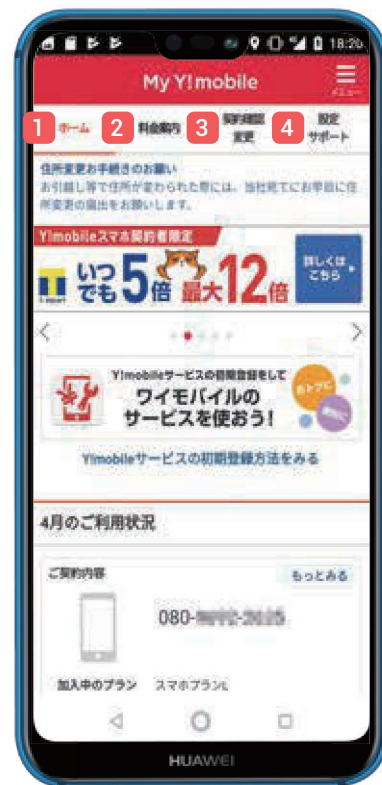 18:20
My Y!mobile
メニュー
1 ホーム 2 料金案内 3 契約確認 変更 4 設定 サポート
住所変更お手続きのお願い
お引越し等で住所が変わられた際には、当社宛てにお早目に住
所変更の届出をお願いします。
Y!mobileスマホ契約者限定
いつでも5倍 最大12倍
詳しくは
こちら
Y!mobileサービスの初期登録をして
ワイモバイルの
サービスを使おう!
おトクに
便利に
Y!mobileサービスの初期登録方法をみる
4月のご利用状況
ご契約内容
もっとみる
080-
加入中のプラン スマホプランL
HUAWEI